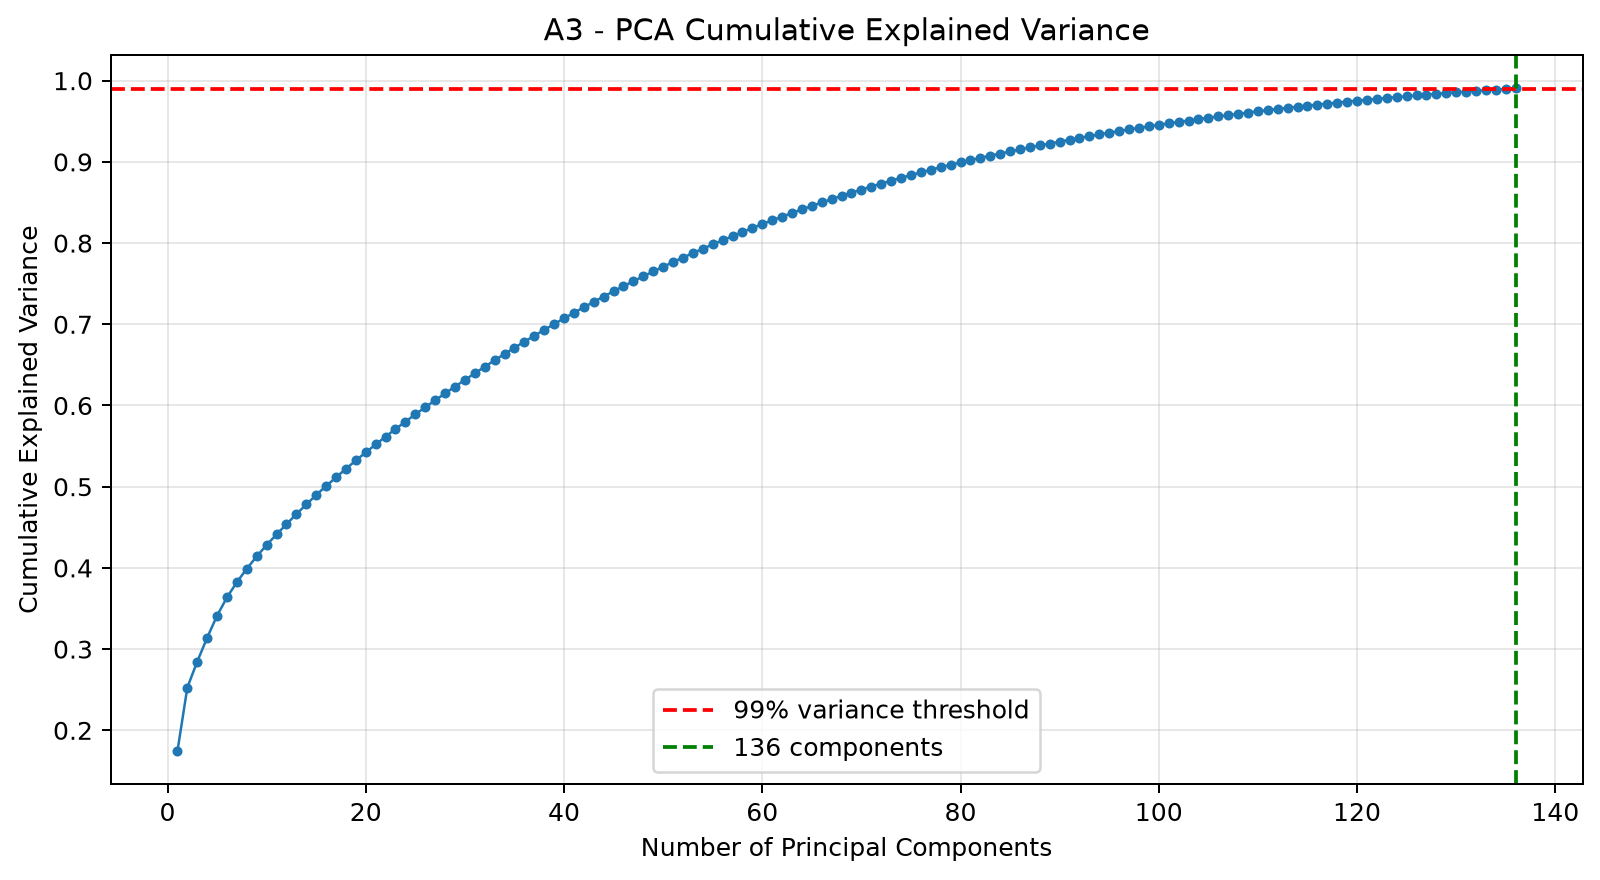 A3 - PCA Cumulative Explained Variance
Cumulative Explained Variance
1.0
0.9
0.8
0.7
0.6
0.5
0.4
0.3
0.2
99% variance threshold
136 components
0 20 40 60 80 100 120 140
Number of Principal Components